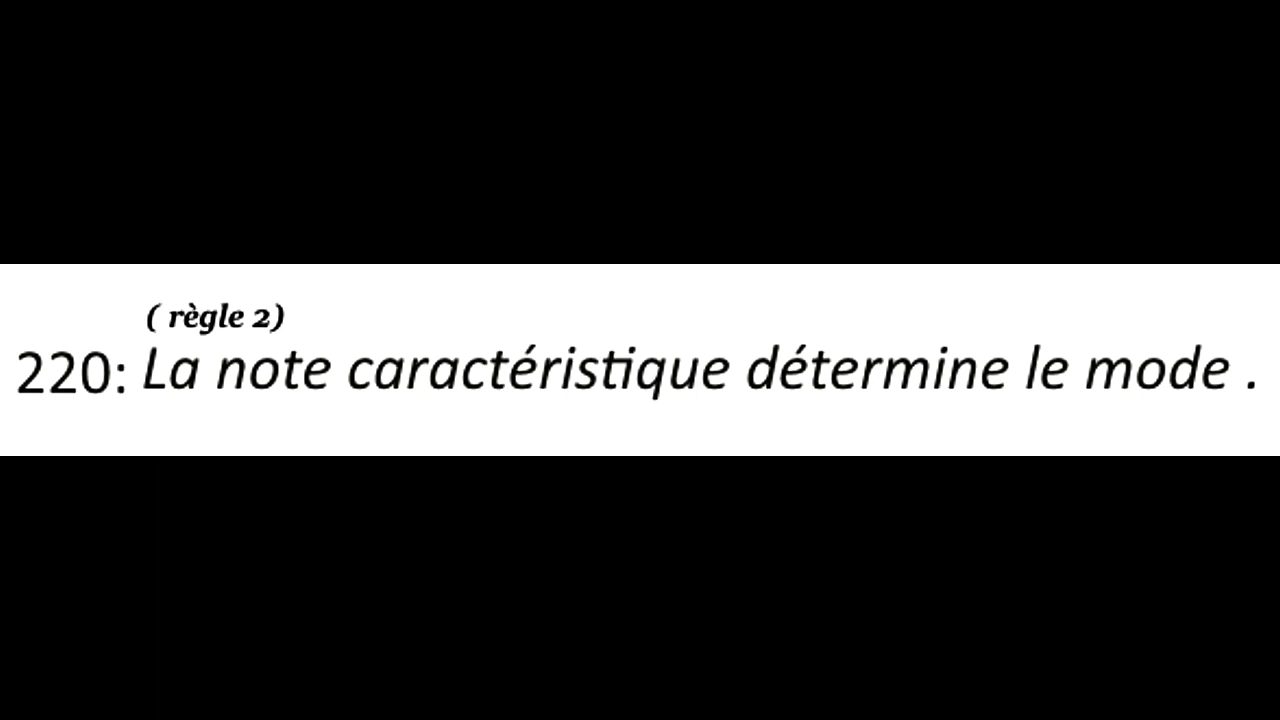 ( règle 2)
220: La note caractéristique détermine le mode .